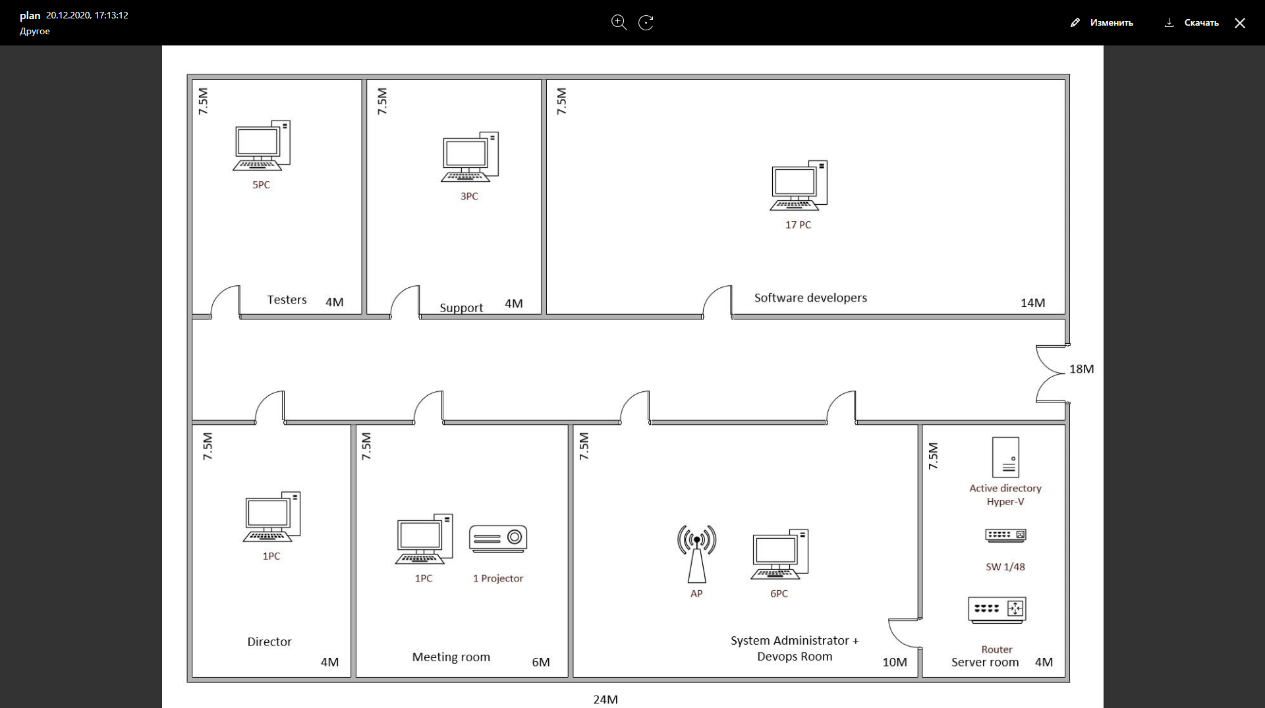 plan 20.12.2020, 17:13:12
Другое
Изменить
Скачать
7.5M
5PC
Testers 4M
7.5M
3PC
Support 4M
7.5M
17 PC
Software developers
14M
18M
7.5M
1PC
Director
4M
7.5M
1PC
1 Projector
Meeting room 6M
7.5M
AP
6PC
System Administrator +
Devops Room
10M
7.5M
Active directory
Hyper-V
SW 1/48
Router
Server room 4M
24M